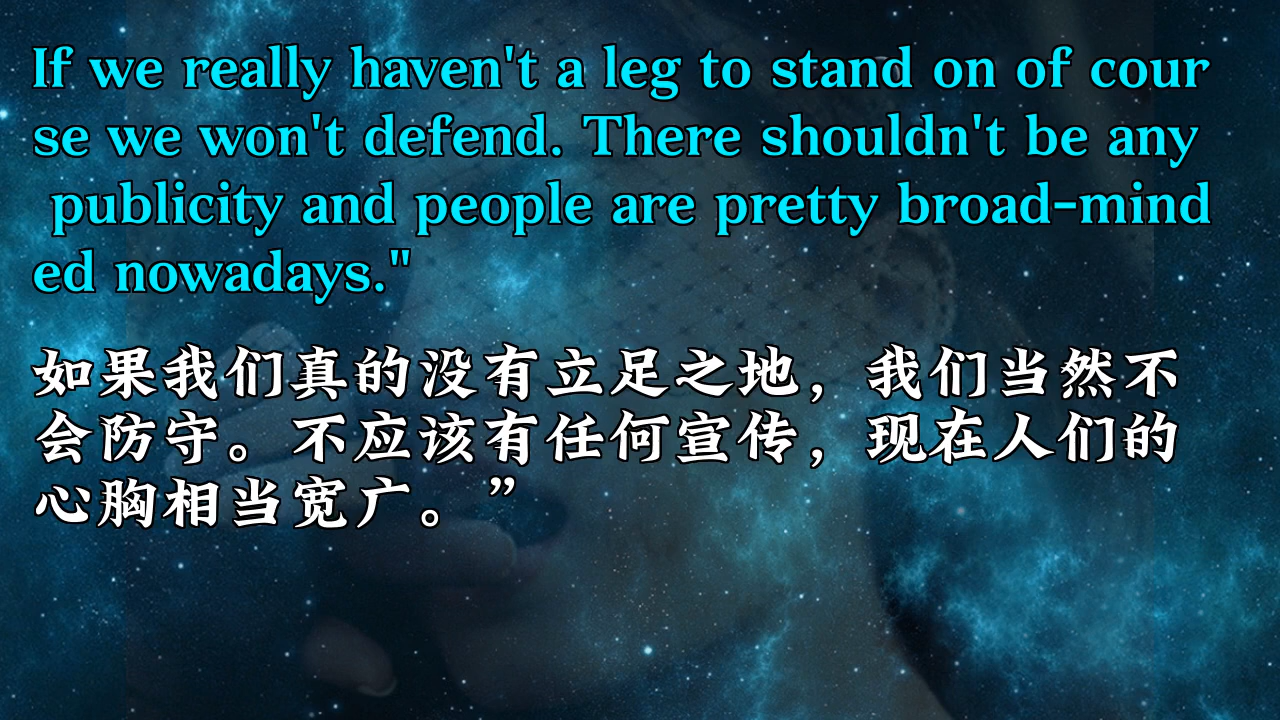 If we really haven't a leg to stand on of cour
se we won't defend. There shouldn't be any
publicity and people are pretty broad-mind
ed nowadays."
如果我们真的没有立足之地，我们当然不
会防守。不应该有任何宣传，现在人们的
心胸相当宽广。”